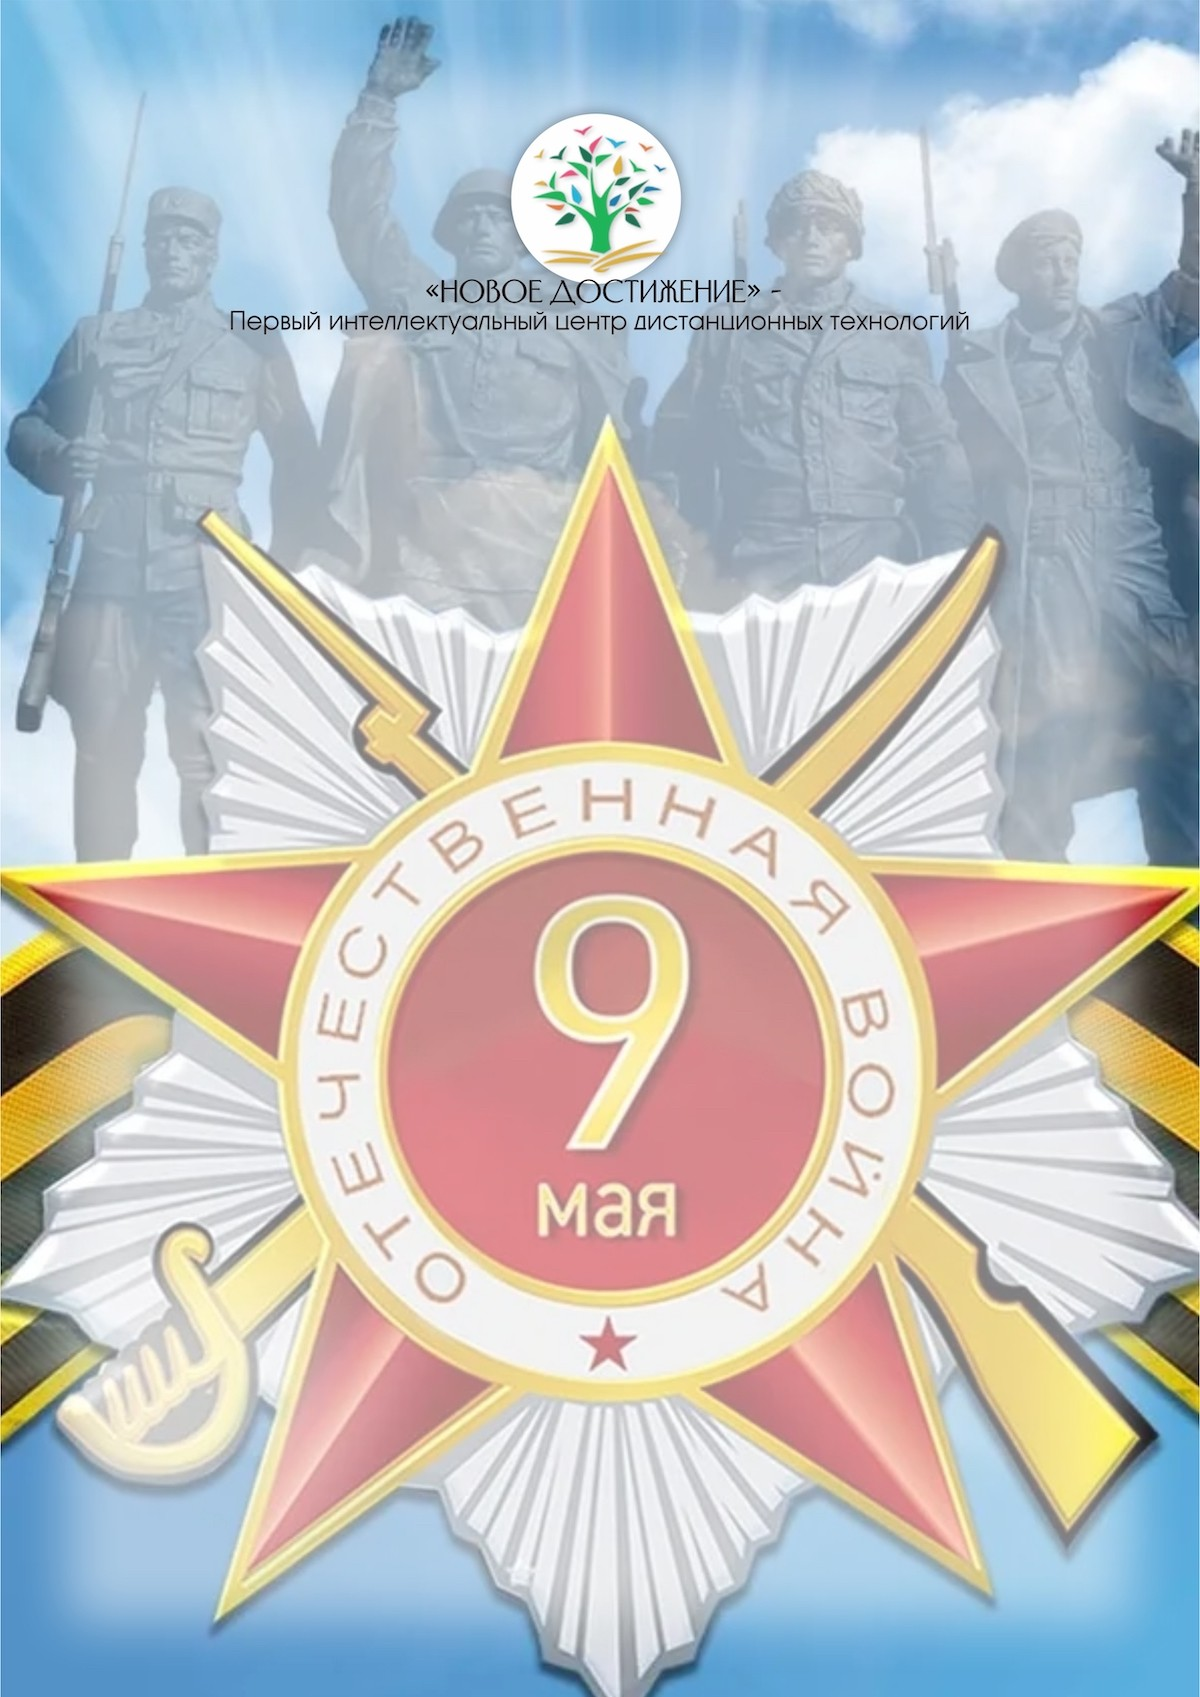 «НОВОЕ ДОСТИЖЕНИЕ» -
Первый интеллектуальный центр дистанционных технологий
ОТЕЧЕСТВЕННАЯ ВОЙНА
9
мая